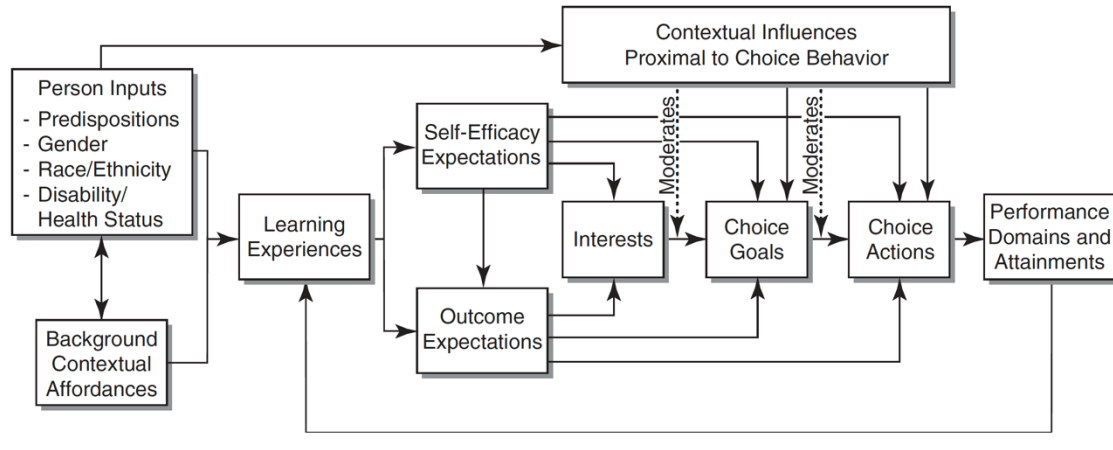 Contextual Influences
Proximal to Choice Behavior
Person Inputs
- Predispositions
- Gender
- Race/Ethnicity
- Disability/
Health Status
Background
Contextual
Affordances
Learning
Experiences
Self-Efficacy
Expectations
Outcome
Expectations
Interests
Moderates
Choice
Goals
Moderates
Choice
Actions
Performance
Domains and
Attainments